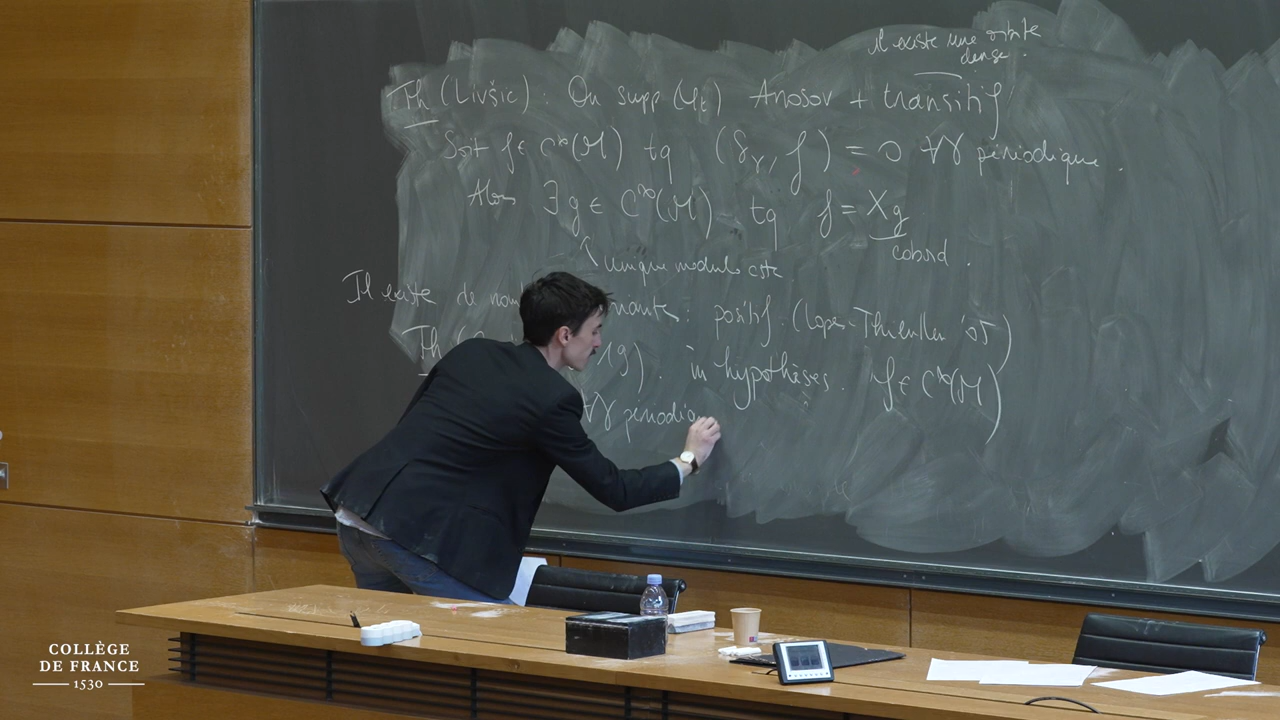 Il existe une orbite
dense.
Th (Livšic) : On supp (φt) Anosov + transitif
Soit f ∈ C∞(M) tq (δγ, f) = 0 ∀γ périodique.
Alors ∃ g ∈ C∞(M) tq f = Xg
cobord.
unique modulo cste
Il existe de positif. (Lopes-Thieullen '05)
Th 19). hypothèses. f ∈ C∞(M)
∀γ périodiq
COLLÈGE
DE FRANCE
1530